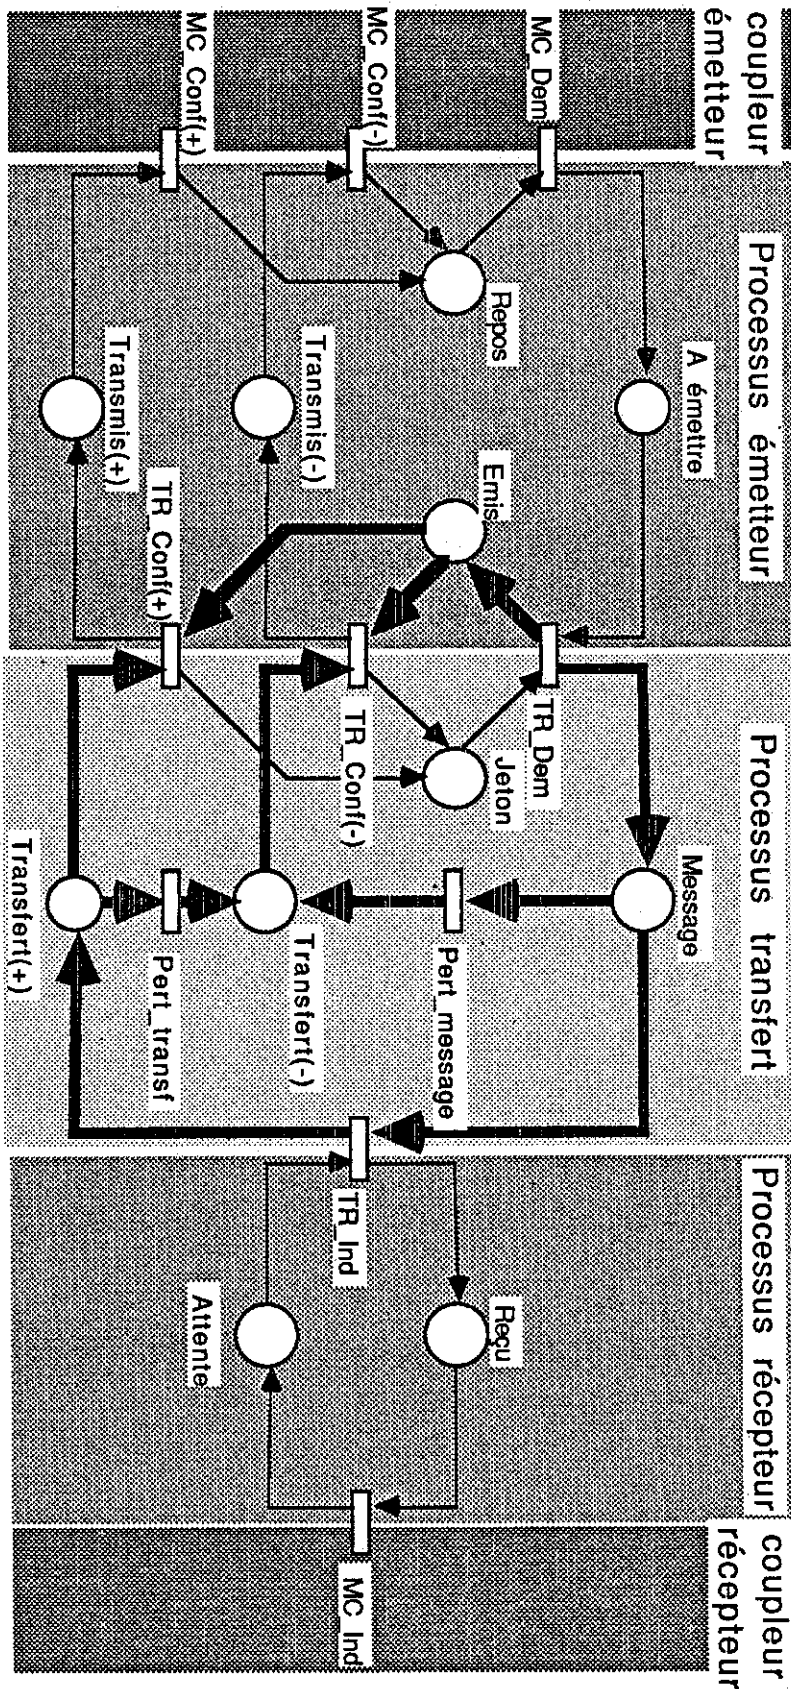 coupleur
émetteur
Processus émetteur
Processus transfert
Processus récepteur
coupleur
récepteur
MC_Dem
A émettre
TR_Dem
Message
Repos
Emis
Jeton
Pert_message
Reçu
MC_Conf(-)
Transmis(-)
TR_Conf(-)
Transfert(-)
TR_Ind
Attente
MC_Ind
MC_Conf(+)
Transmis(+)
TR_Conf(+)
Transfert(+)
Pert_transf